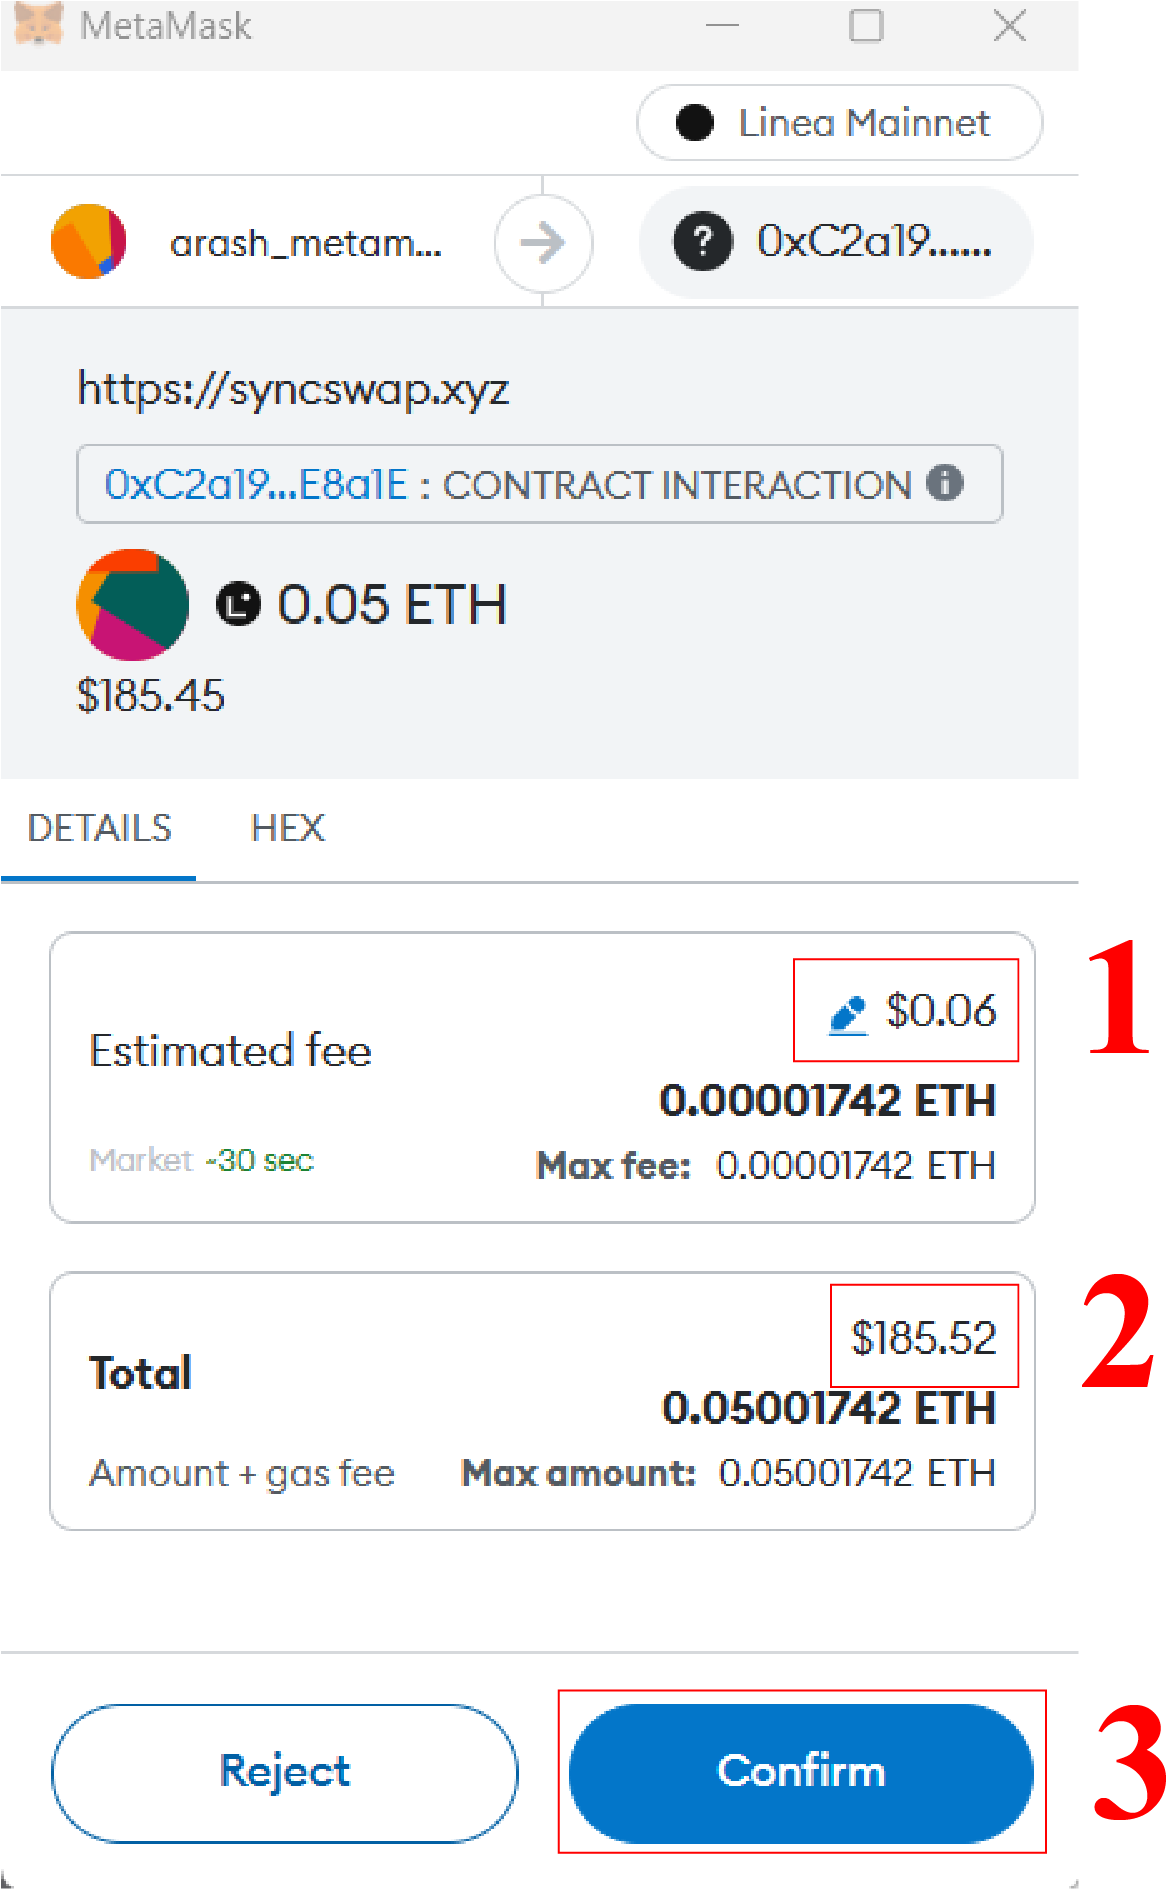 MetaMask
Linea Mainnet
arash_metam... ? 0xC2a19......
https://syncswap.xyz
0xC2a19...E8a1E : CONTRACT INTERACTION
0.05 ETH
$185.45
DETAILS HEX
1
$0.06
Estimated fee
0.00001742 ETH
Market ~30 sec Max fee: 0.00001742 ETH
2
$185.52
Total
0.05001742 ETH
Amount + gas fee Max amount: 0.05001742 ETH
Reject Confirm 3